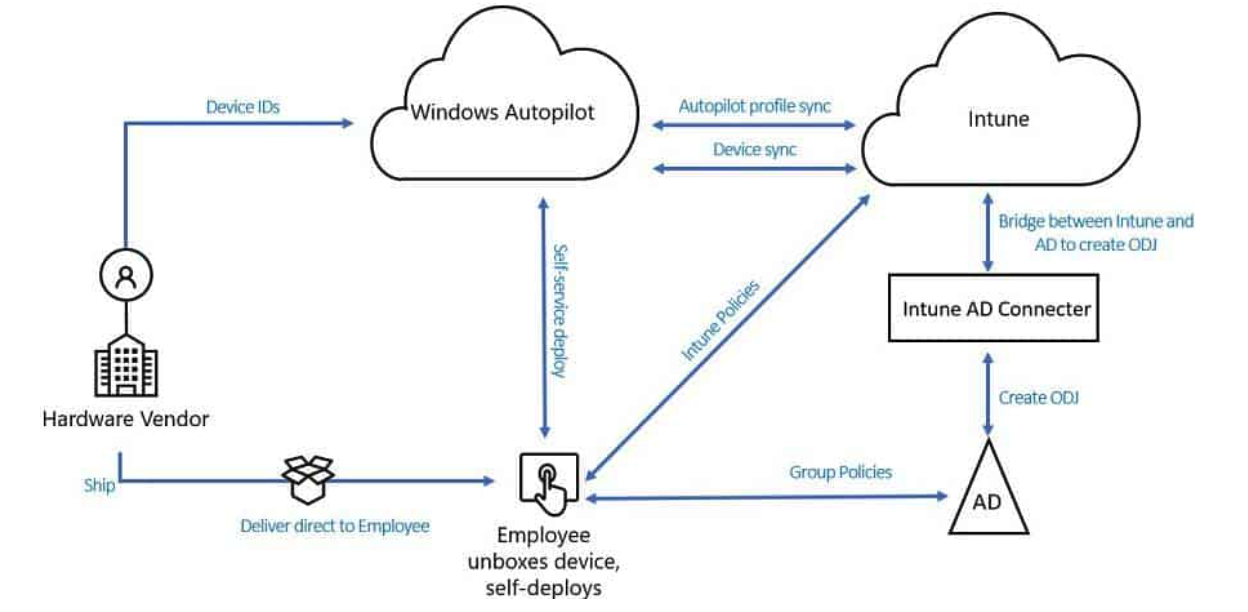 Device IDs
Windows Autopilot
Autopilot profile sync
Device sync
Intune
Bridge between Intune and
AD to create ODJ
Self-service deploy
Intune Policies
Intune AD Connecter
Create ODJ
Hardware Vendor
Ship
Deliver direct to Employee
Group Policies
AD
Employee
unboxes device,
self-deploys